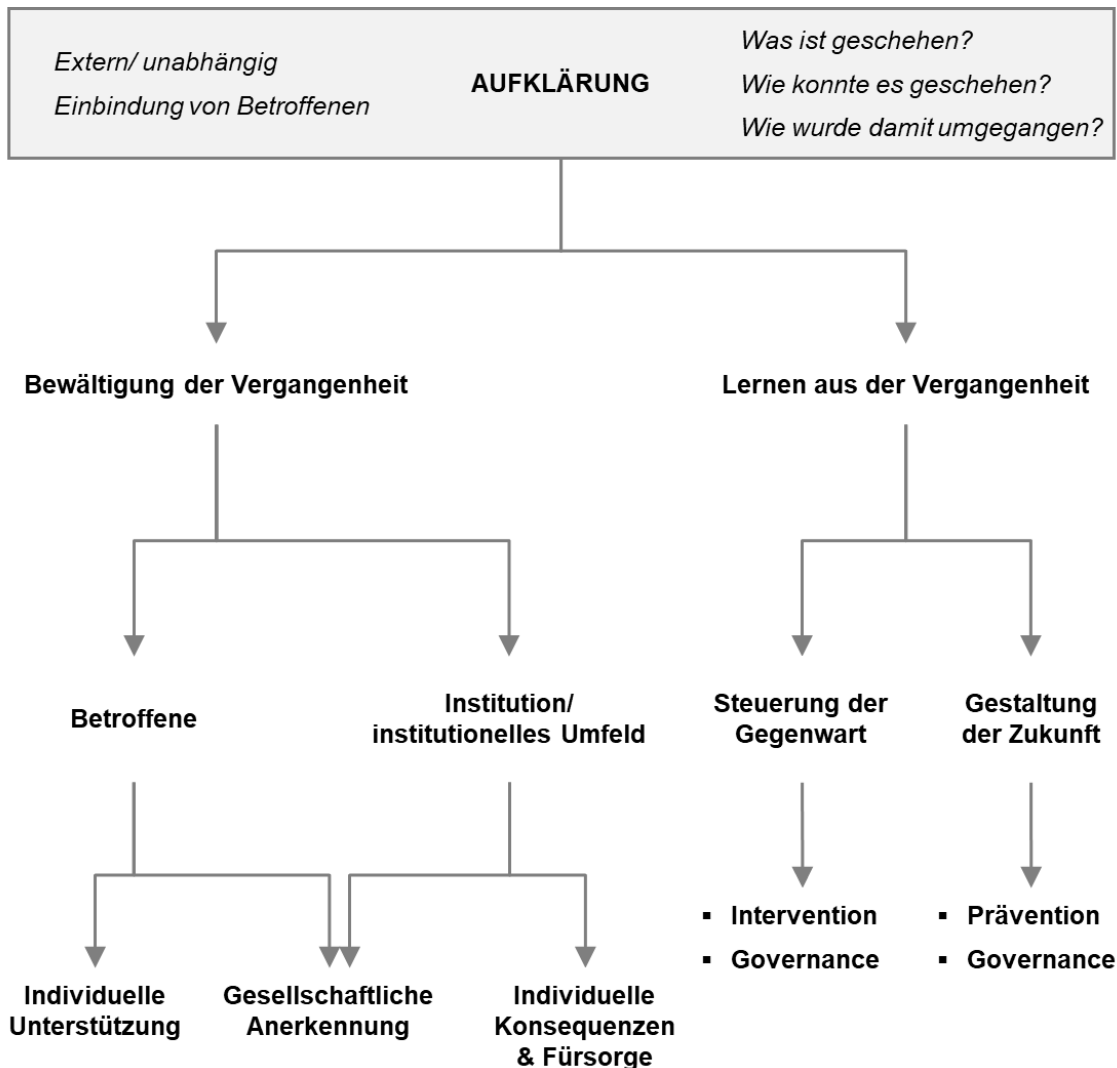 Extern/ unabhängig
Einbindung von Betroffenen
AUFKLÄRUNG
Was ist geschehen?
Wie konnte es geschehen?
Wie wurde damit umgegangen?
Bewältigung der Vergangenheit
Lernen aus der Vergangenheit
Betroffene
Institution/
institutionelles Umfeld
Steuerung der
Gegenwart
Gestaltung
der Zukunft
Individuelle
Unterstützung
Gesellschaftliche
Anerkennung
Individuelle
Konsequenzen
& Fürsorge
▪ Intervention
▪ Governance
▪ Prävention
▪ Governance